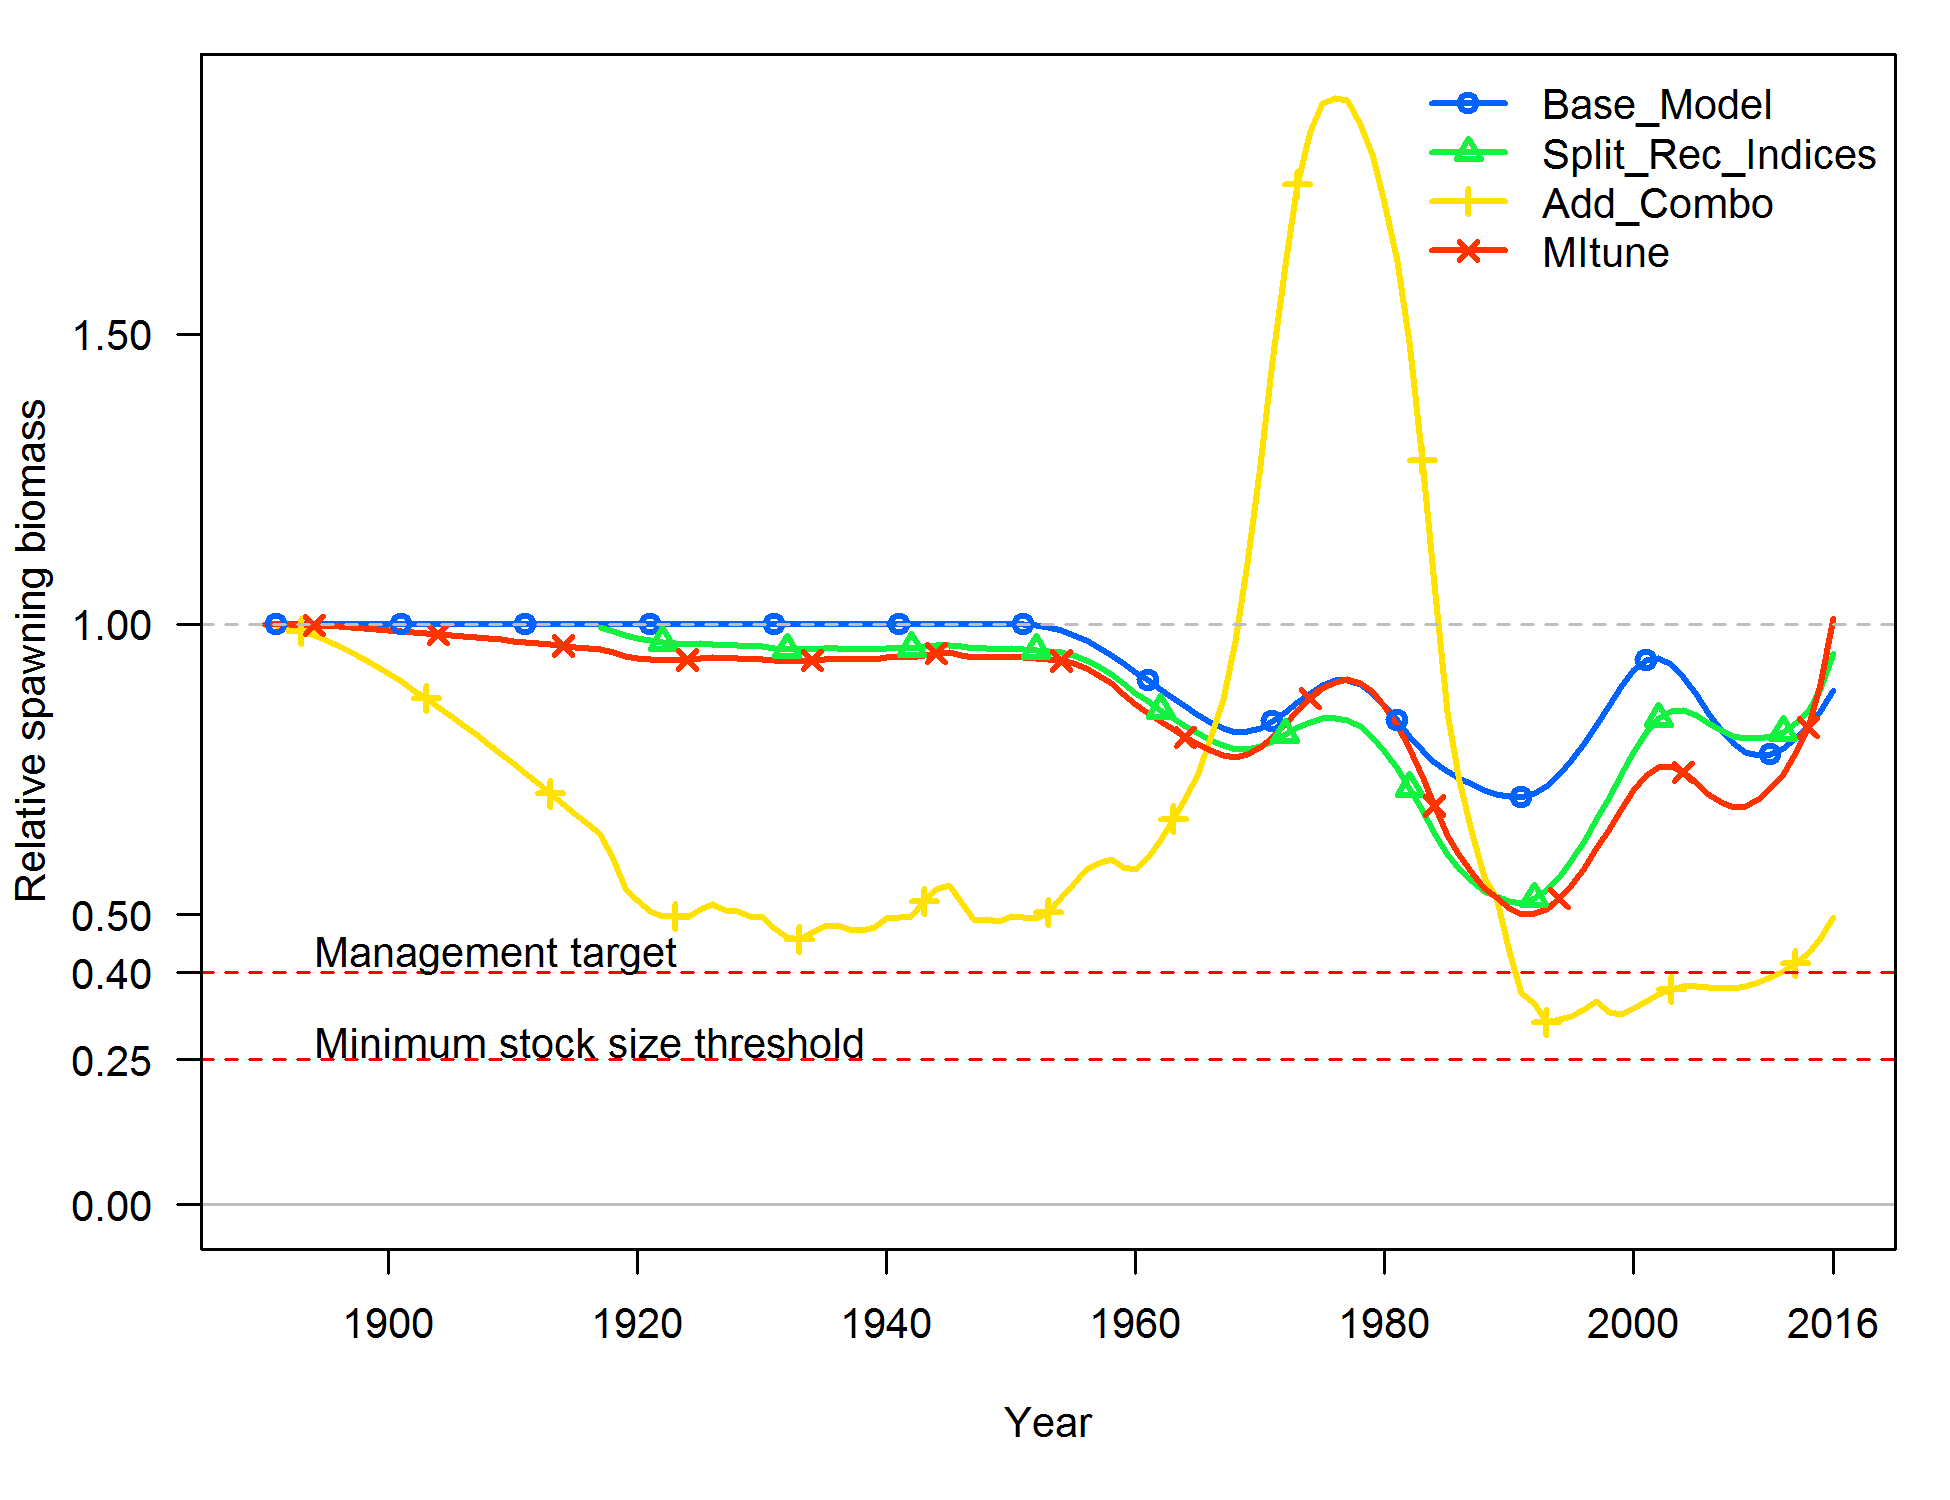 Base_Model
Split_Rec_Indices
Add_Combo
MItune
Relative spawning biomass
1.50
1.00
0.50
0.40
0.25
0.00
Management target
Minimum stock size threshold
1900 1920 1940 1960 1980 2000 2016
Year